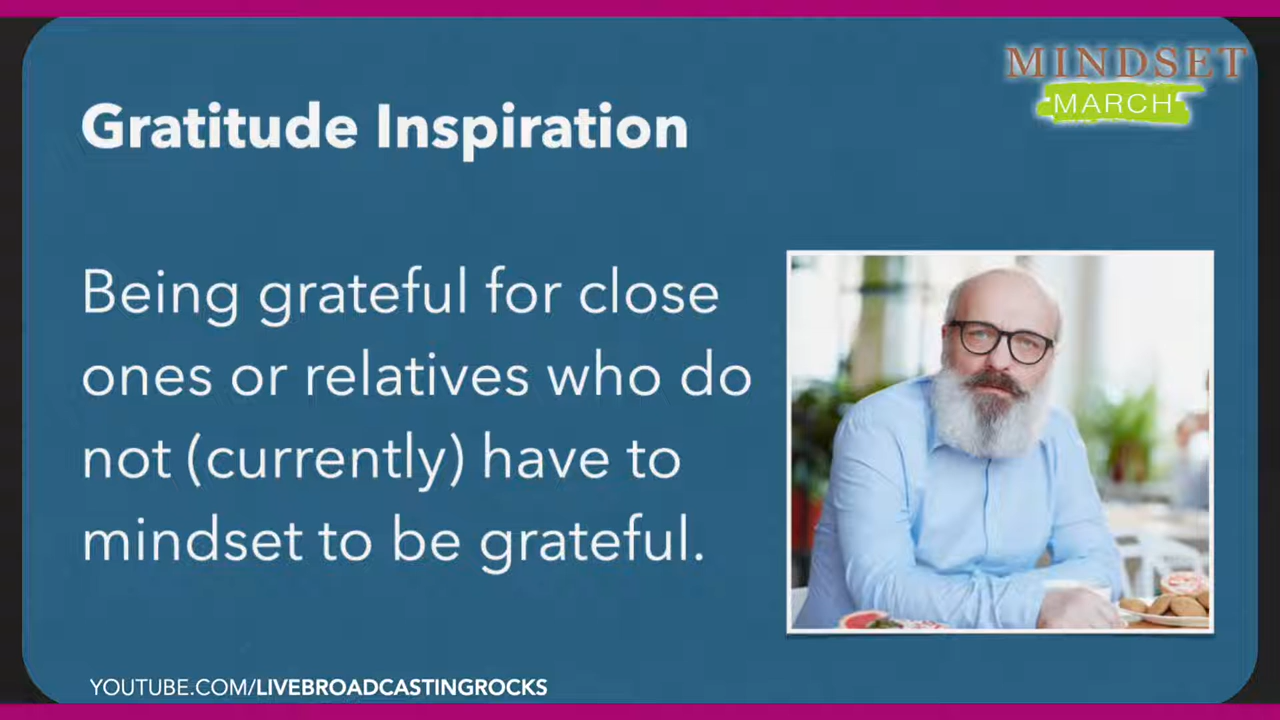 MINDSET
MARCH
Gratitude Inspiration
Being grateful for close
ones or relatives who do
not (currently) have to
mindset to be grateful.
YOUTUBE.COM/LIVEBROADCASTINGROCKS